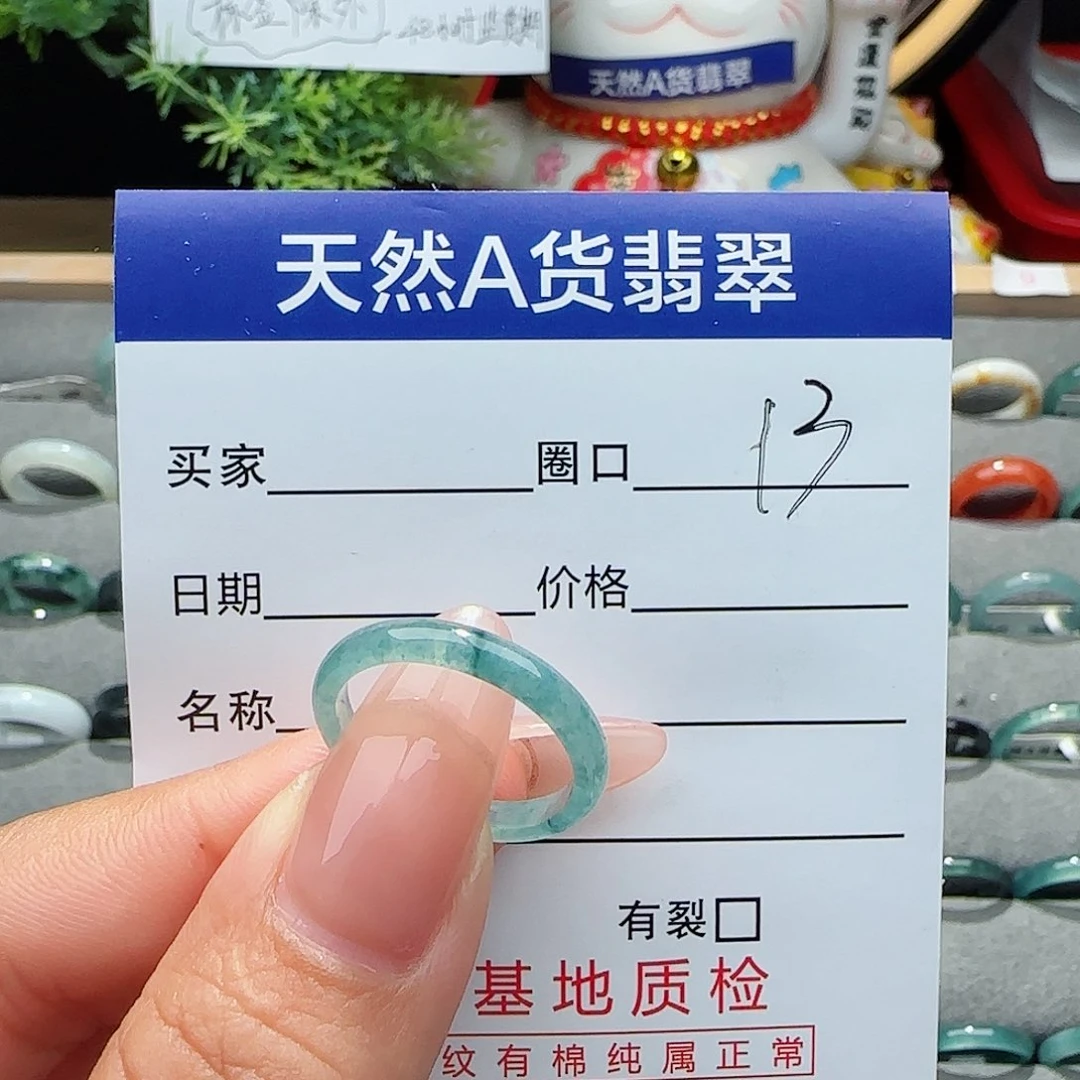 天然A货翡翠
天然A货翡翠
买家 圈口 13
日期 价格
名称
有裂
基地质检
纹有棉纯属正常